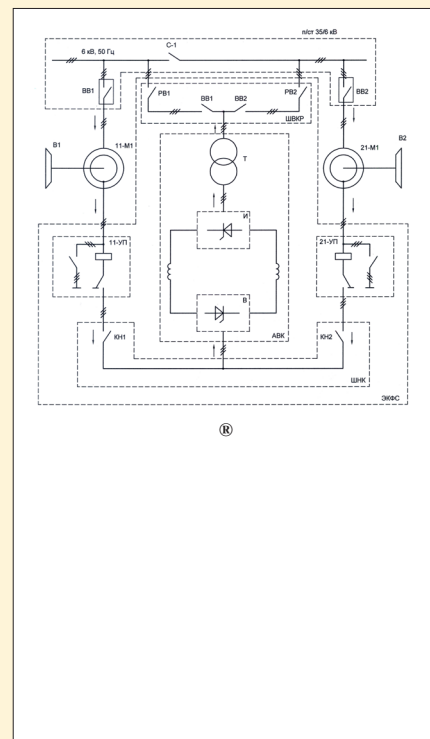 п/ст 35/6 кВ
6 кВ, 50 Гц
С-1
ВВ1
РВ1
ВВ1
ВВ2
РВ2
ВВ2
ШВКР
В1
11-М1
Т
21-М1
В2
И
11-УП
21-УП
В
АВК
КН1
КН2
ШНК
ЭКФС
®